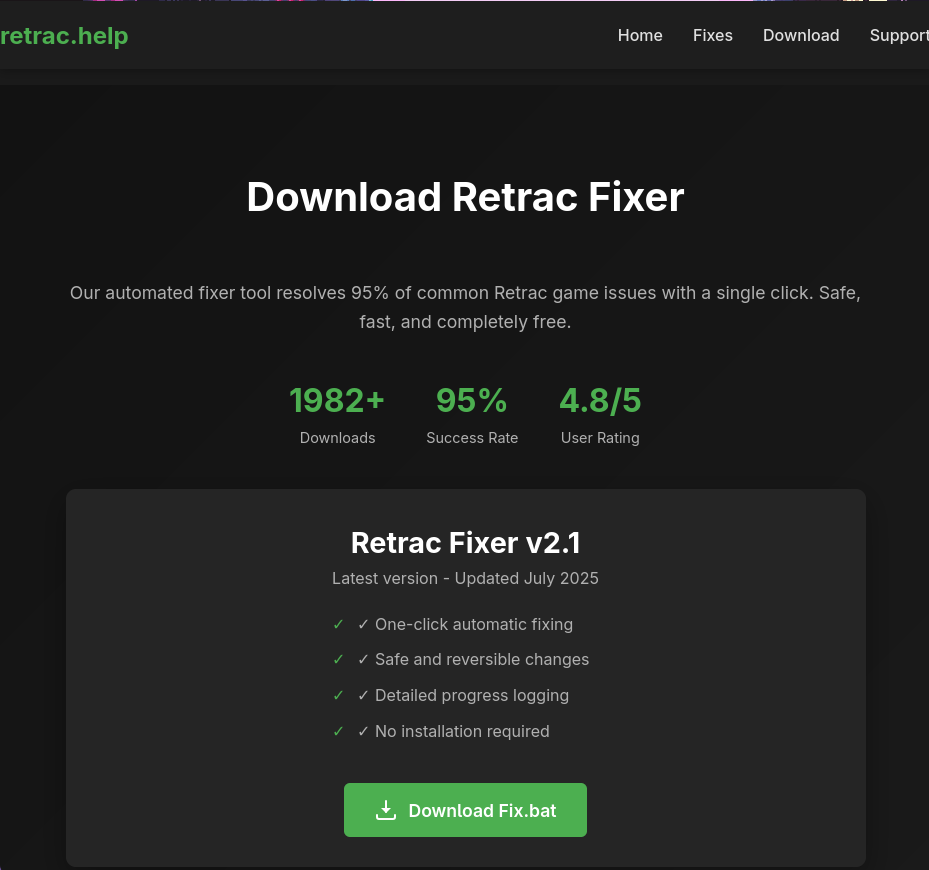 retrac.help
Home Fixes Download Support
Download Retrac Fixer
Our automated fixer tool resolves 95% of common Retrac game issues with a single click. Safe,
fast, and completely free.
1982+ 95% 4.8/5
Downloads Success Rate User Rating
Retrac Fixer v2.1
Latest version - Updated July 2025
✓ ✓ One-click automatic fixing
✓ ✓ Safe and reversible changes
✓ ✓ Detailed progress logging
✓ ✓ No installation required
Download Fix.bat